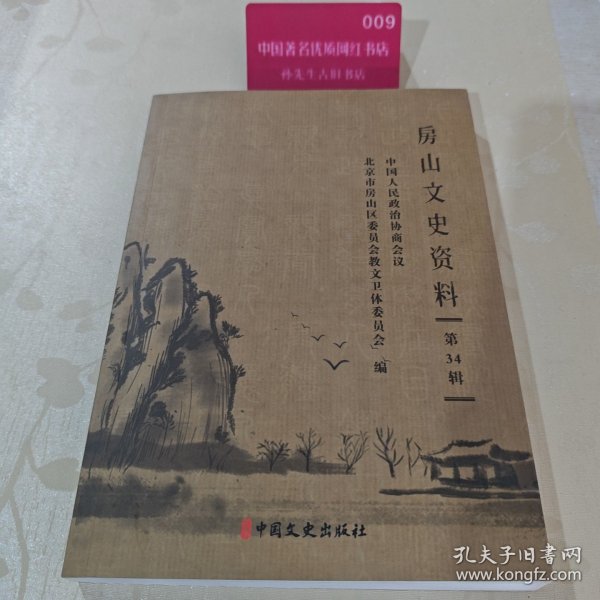 009
中国著名优质网红书店
孙先生古旧书店
房山文史资料
第34辑
中国人民政治协商会议
北京市房山区委员会教文卫体委员会
编
中国文史出版社
孔夫子旧书网
www.kongfz.com